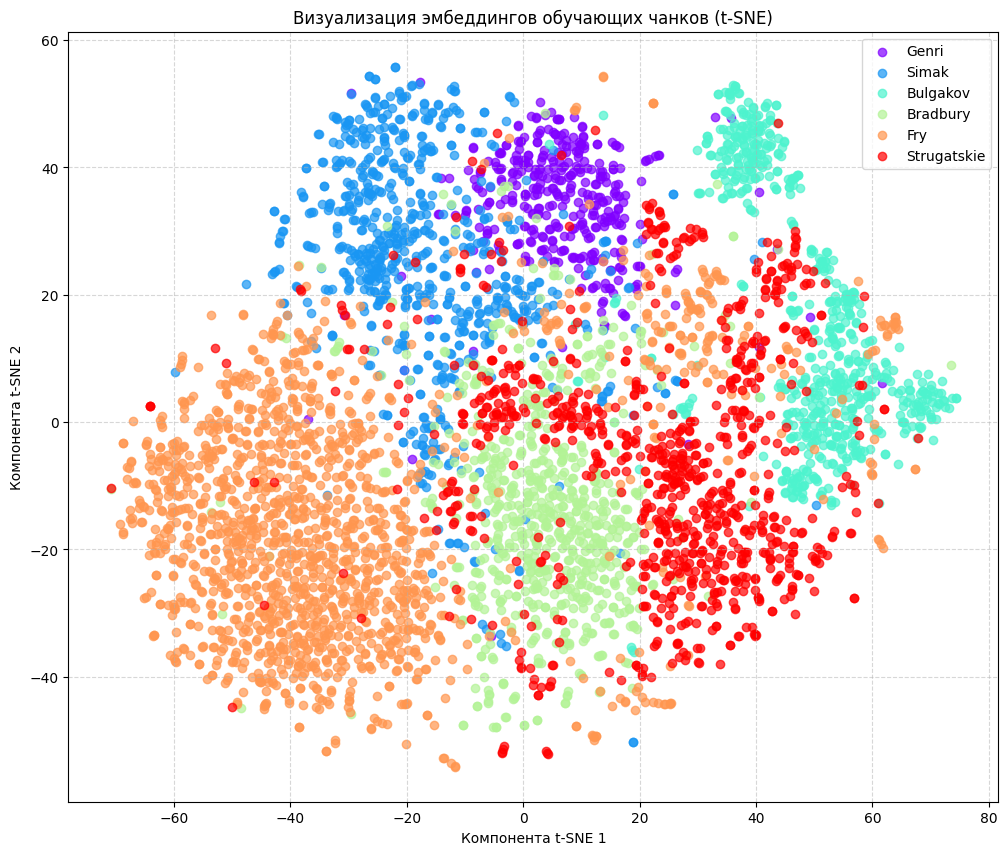 Визуализация эмбеддингов обучающих чанков (t-SNE)
Genri
Simak
Bulgakov
Bradbury
Fry
Strugatskie
Компонента t-SNE 2
60
40
20
0
−20
−40
−60
−40
−20
0
20
40
60
80
Компонента t-SNE 1